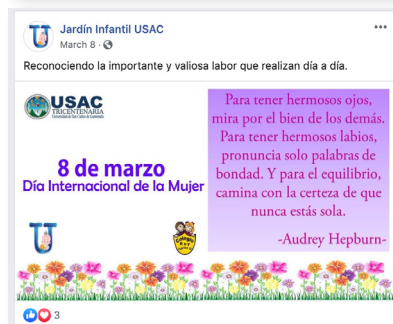 Jardín Infantil USAC
March 8 ·
Reconociendo la importante y valiosa labor que realizan día a día.
USAC
TRICENTENARIA
Universidad de San Carlos de Guatemala
8 de marzo
Día Internacional de la Mujer
Para tener hermosos ojos,
mira por el bien de los demás.
Para tener hermosos labios,
pronuncia solo palabras de
bondad. Y para el equilibrio,
camina con la certeza de que
nunca estás sola.
-Audrey Hepburn-
3